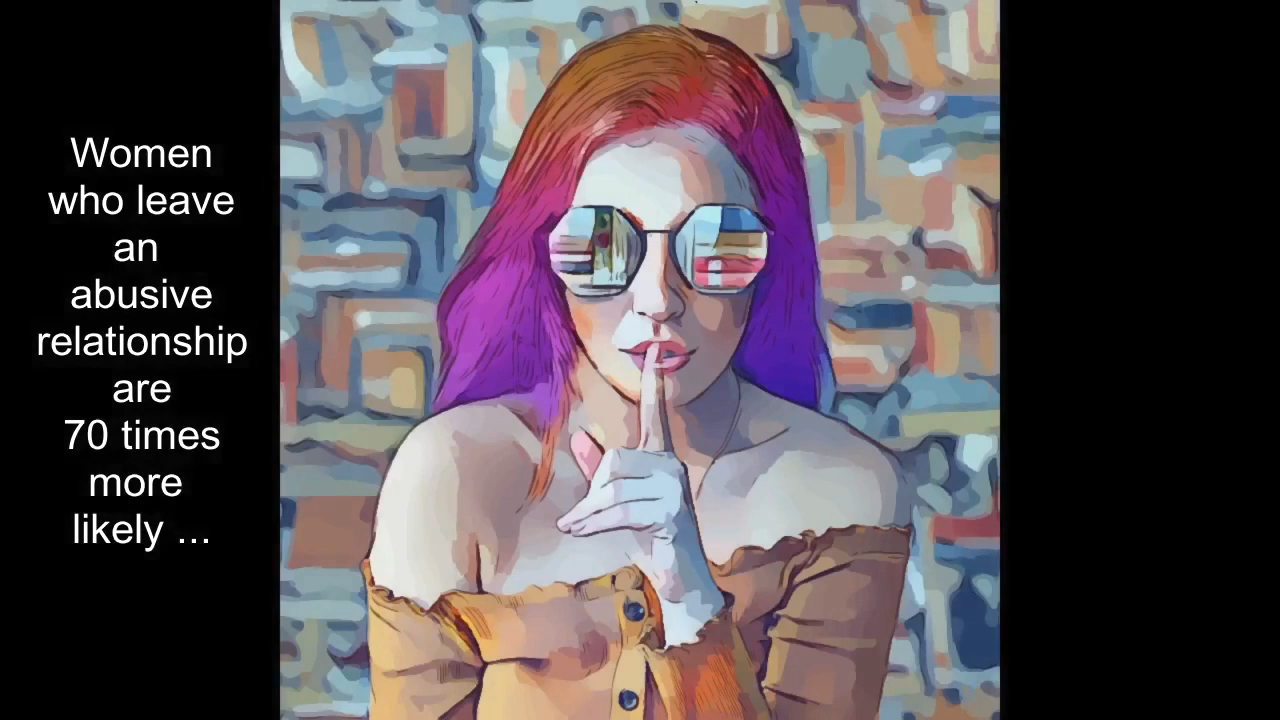 Women
who leave
an
abusive
relationship
are
70 times
more
likely ...